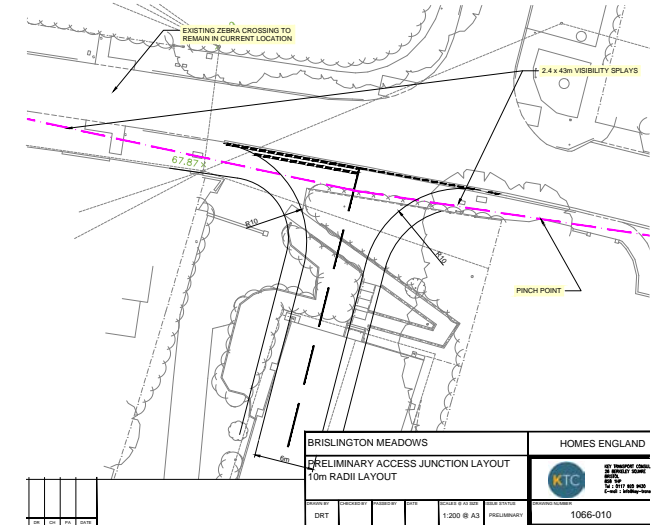 EXISTING ZEBRA CROSSING TO
REMAIN IN CURRENT LOCATION
2.4 x 43m VISIBILITY SPLAYS
67.87
R10
R10
PINCH POINT
6m
BRISLINGTON MEADOWS
HOMES ENGLAND
PRELIMINARY ACCESS JUNCTION LAYOUT
10m RADII LAYOUT
KTC
KEY TRANSPORT
BRISTOL
DRAWN BY
CHECKED BY
PASSED BY
DATE
SCALES @ A3 SIZE
ISSUE STATUS
DRAWING NUMBER
DRT
1:200 @ A3
PRELIMINARY
1066-010
DR CH PA DATE